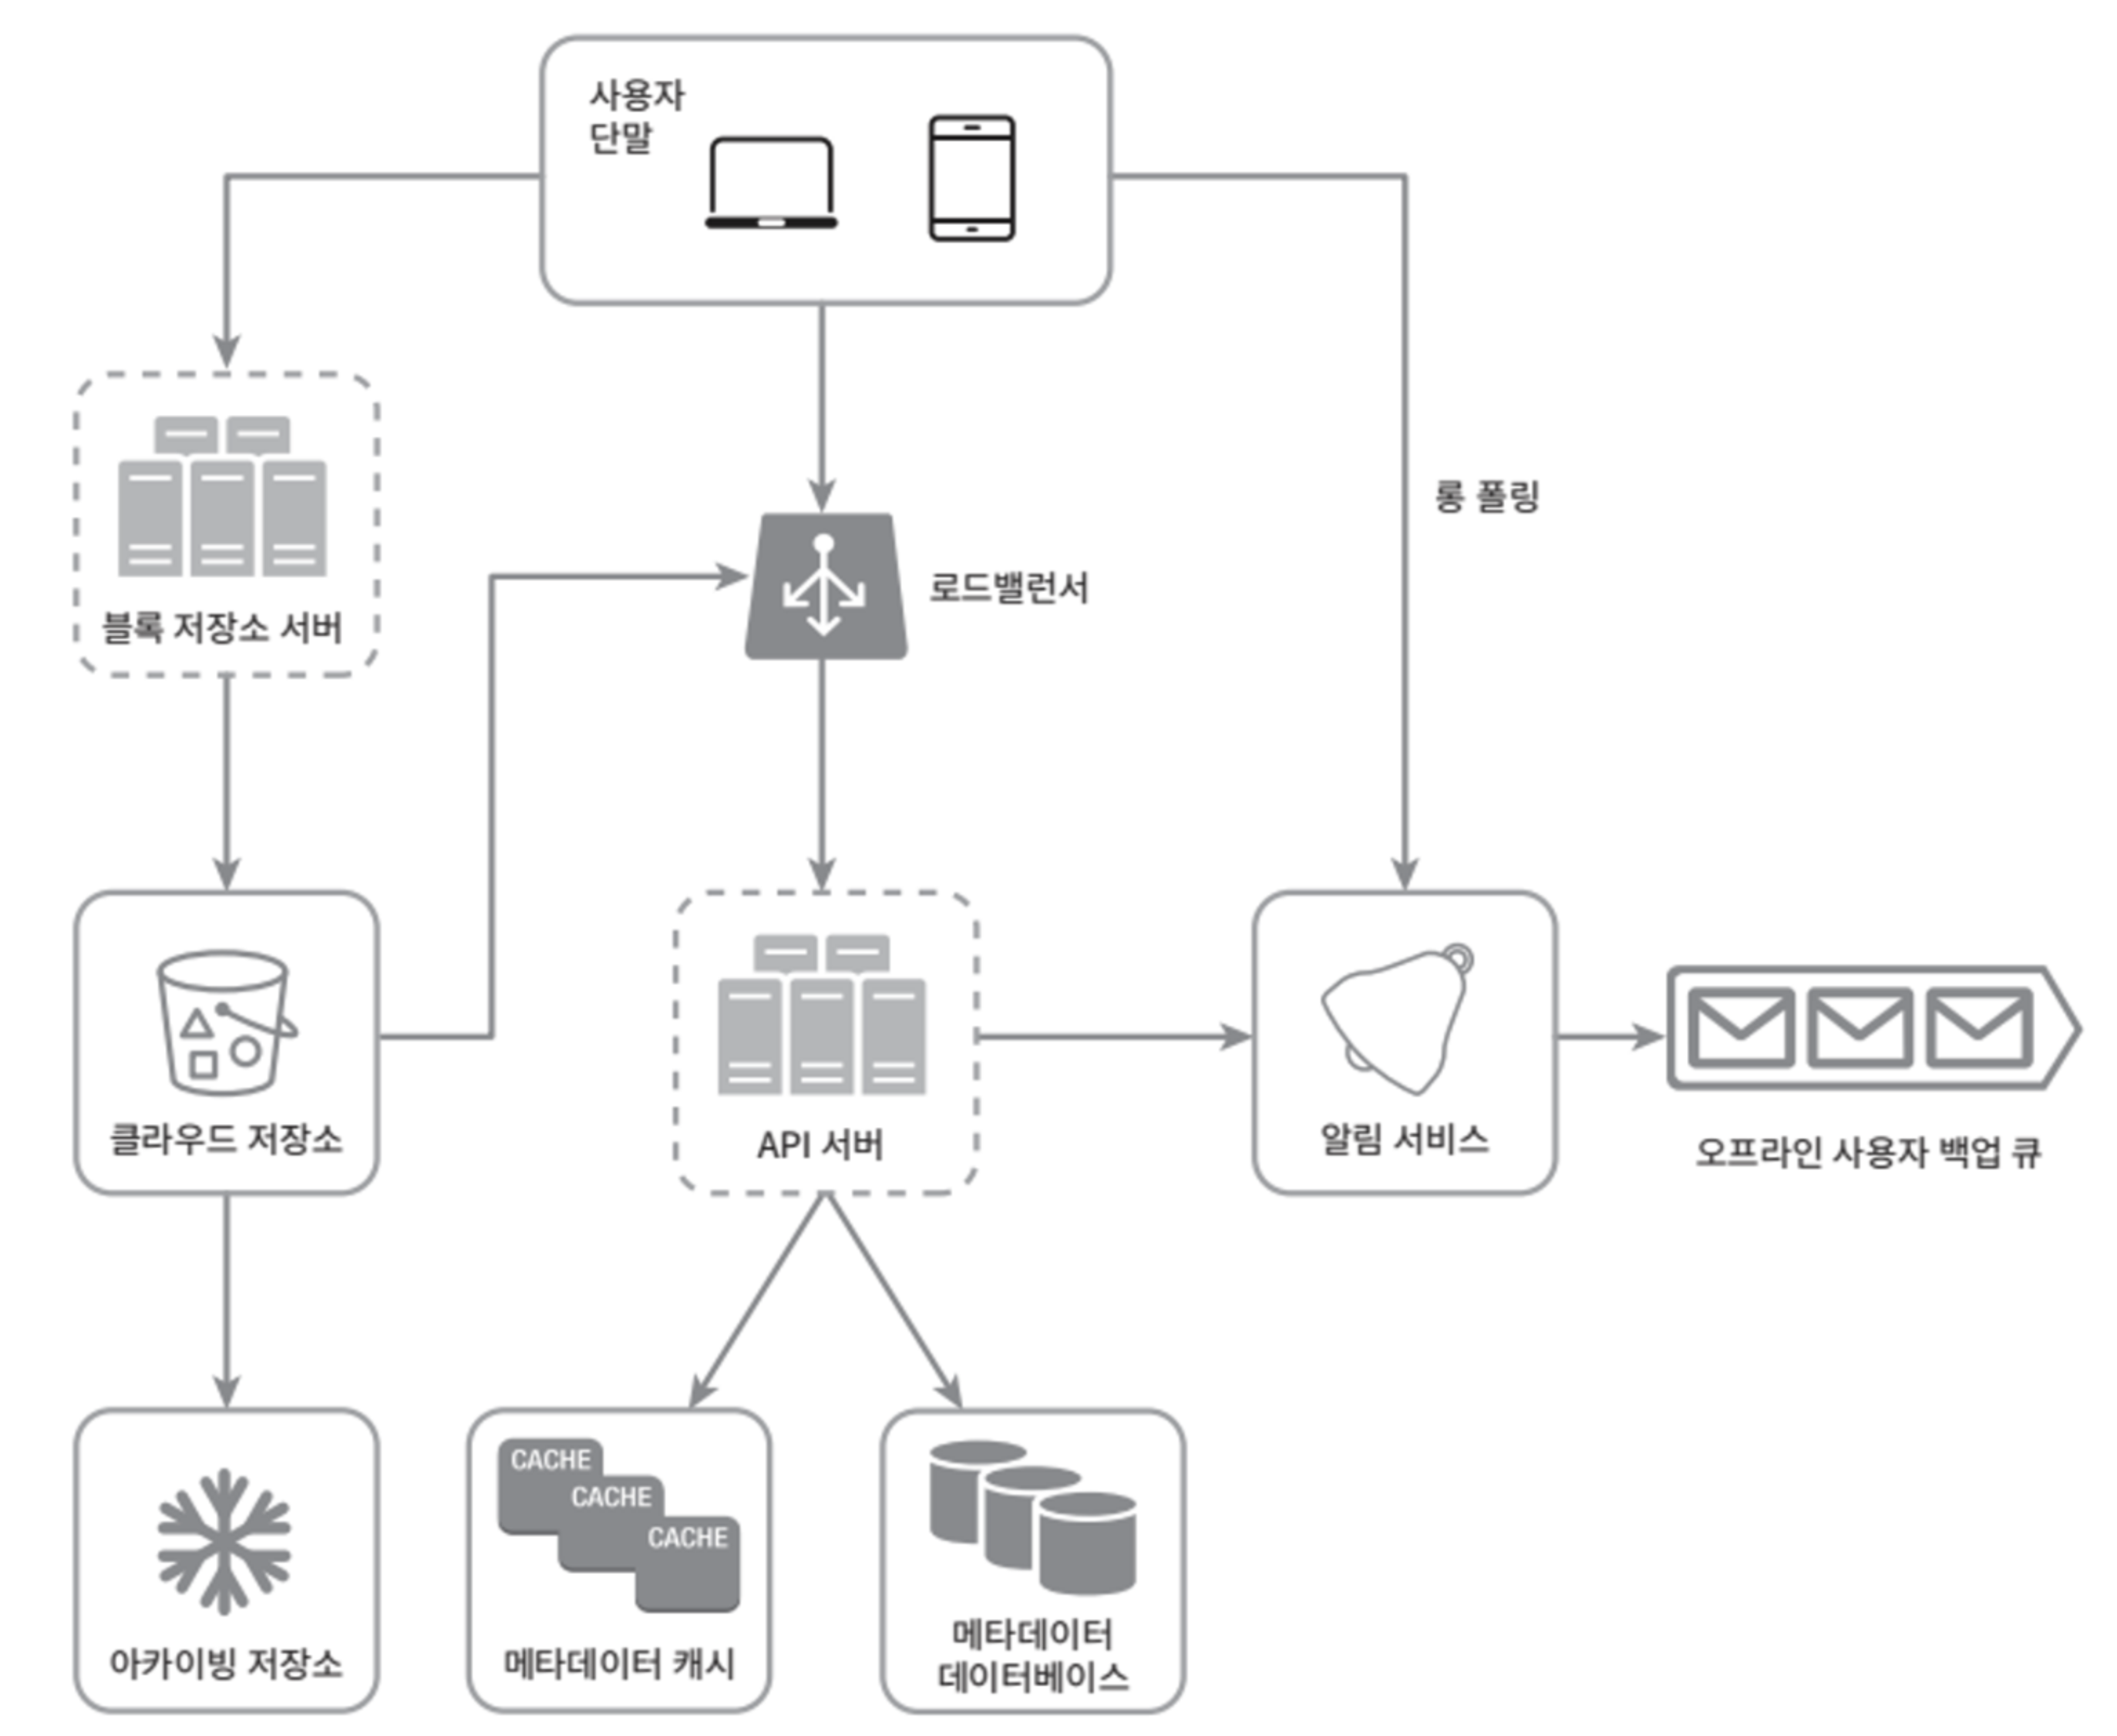 사용자
단말
블록 저장소 서버
로드밸런서
롱 폴링
클라우드 저장소
API 서버
알림 서비스
오프라인 사용자 백업 큐
아카이빙 저장소
CACHE
CACHE
CACHE
메타데이터 캐시
메타데이터
데이터베이스